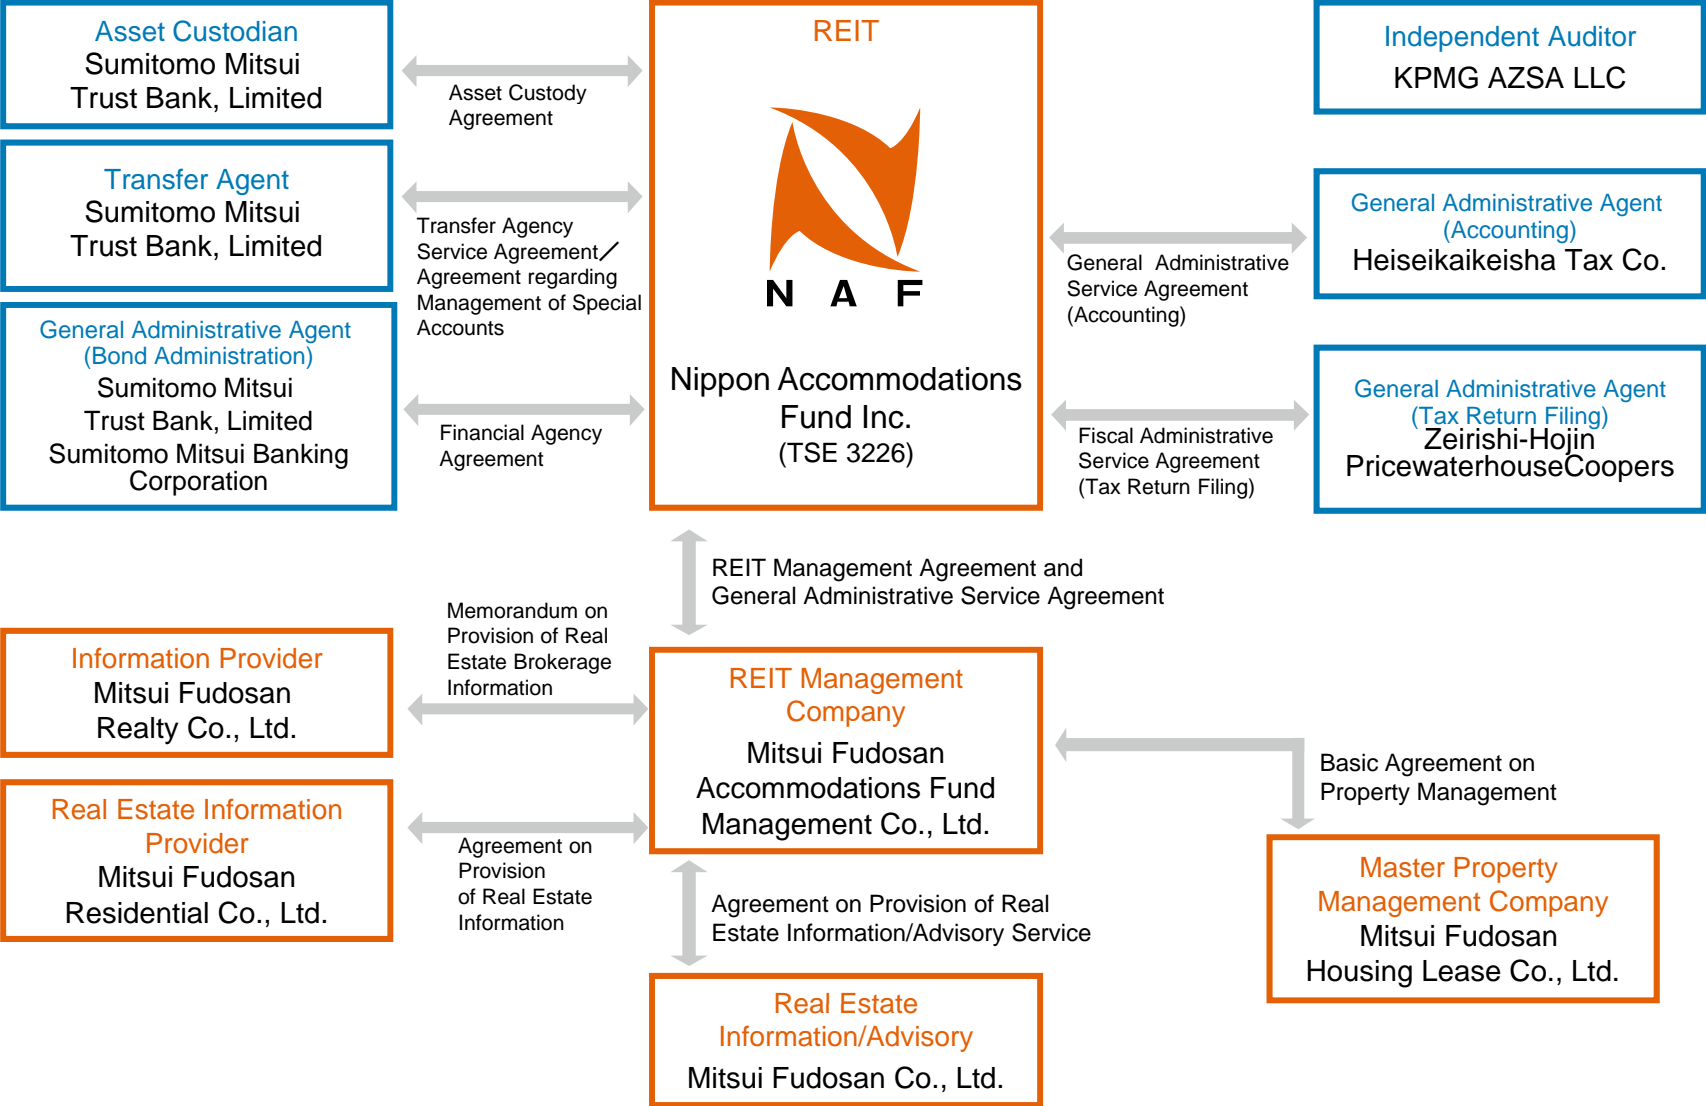 Asset Custodian
Sumitomo Mitsui
Trust Bank, Limited
Asset Custody
Agreement
Transfer Agent
Sumitomo Mitsui
Trust Bank, Limited
Transfer Agency
Service Agreement／
Agreement regarding
Management of Special
Accounts
General Administrative Agent
(Bond Administration)
Sumitomo Mitsui
Trust Bank, Limited
Sumitomo Mitsui Banking
Corporation
Financial Agency
Agreement
REIT
N A F
Nippon Accommodations
Fund Inc.
(TSE 3226)
Independent Auditor
KPMG AZSA LLC
General Administrative Agent
(Accounting)
Heiseikaikeisha Tax Co.
General Administrative
Service Agreement
(Accounting)
General Administrative Agent
(Tax Return Filing)
Zeirishi-Hojin
PricewaterhouseCoopers
Fiscal Administrative
Service Agreement
(Tax Return Filing)
REIT Management Agreement and
General Administrative Service Agreement
Memorandum on
Provision of Real
Estate Brokerage
Information
Information Provider
Mitsui Fudosan
Realty Co., Ltd.
REIT Management
Company
Mitsui Fudosan
Accommodations Fund
Management Co., Ltd.
Basic Agreement on
Property Management
Real Estate Information
Provider
Mitsui Fudosan
Residential Co., Ltd.
Agreement on
Provision
of Real Estate
Information
Agreement on Provision of Real
Estate Information/Advisory Service
Master Property
Management Company
Mitsui Fudosan
Housing Lease Co., Ltd.
Real Estate
Information/Advisory
Mitsui Fudosan Co., Ltd.